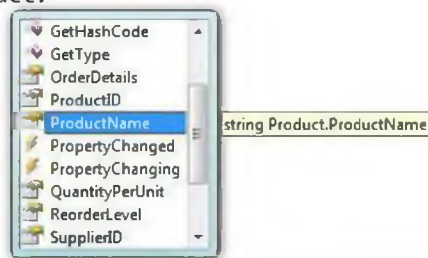 GetHashCode
GetType
OrderDetails
ProductID
ProductName
string Product.ProductName
PropertyChanged
PropertyChanging
QuantityPerUnit
ReorderLevel
SupplierID